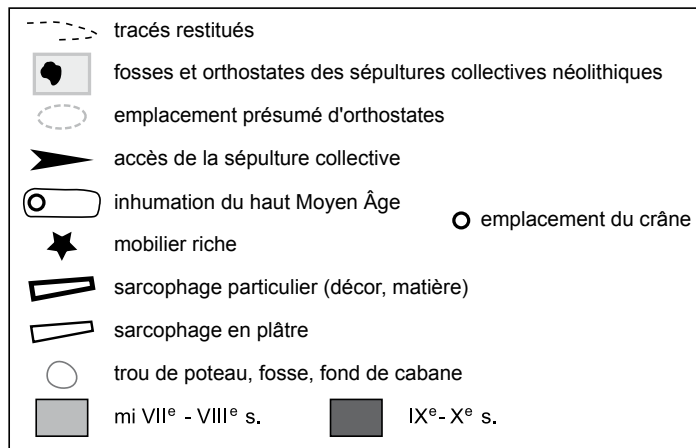 tracés restitués
fosses et orthostates des sépultures collectives néolithiques
emplacement présumé d'orthostates
accès de la sépulture collective
inhumation du haut Moyen Âge
emplacement du crâne
mobilier riche
sarcophage particulier (décor, matière)
sarcophage en plâtre
trou de poteau, fosse, fond de cabane
mi VIIᵉ - VIIIᵉ s. IXᵉ- Xᵉ s.